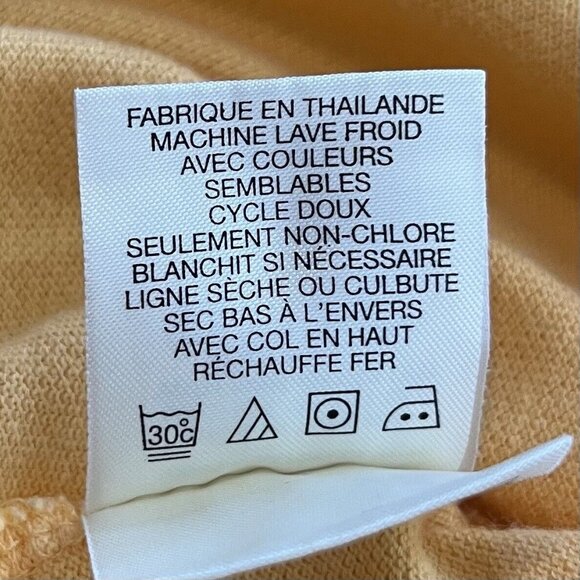 FABRIQUE EN THAILANDE
MACHINE LAVE FROID
AVEC COULEURS
SEMBLABLES
CYCLE DOUX
SEULEMENT NON-CHLORE
BLANCHIT SI NÉCESSAIRE
LIGNE SÈCHE OU CULBUTE
SEC BAS À L'ENVERS
AVEC COL EN HAUT
RÉCHAUFFE FER
30c